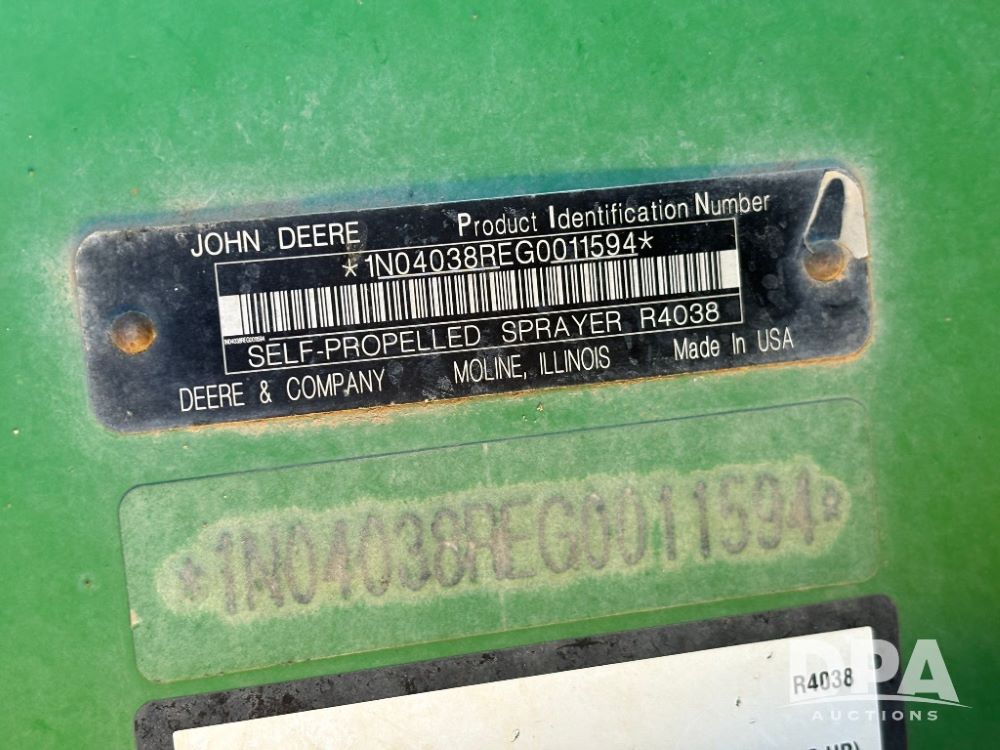 JOHN DEERE Product Identification Number
*1N04038REG0011594*
1N04038REG0011594
SELF-PROPELLED SPRAYER R4038
DEERE & COMPANY MOLINE, ILLINOIS Made In USA
*1N04038REG0011594*
R4038
DPA
AUCTIONS